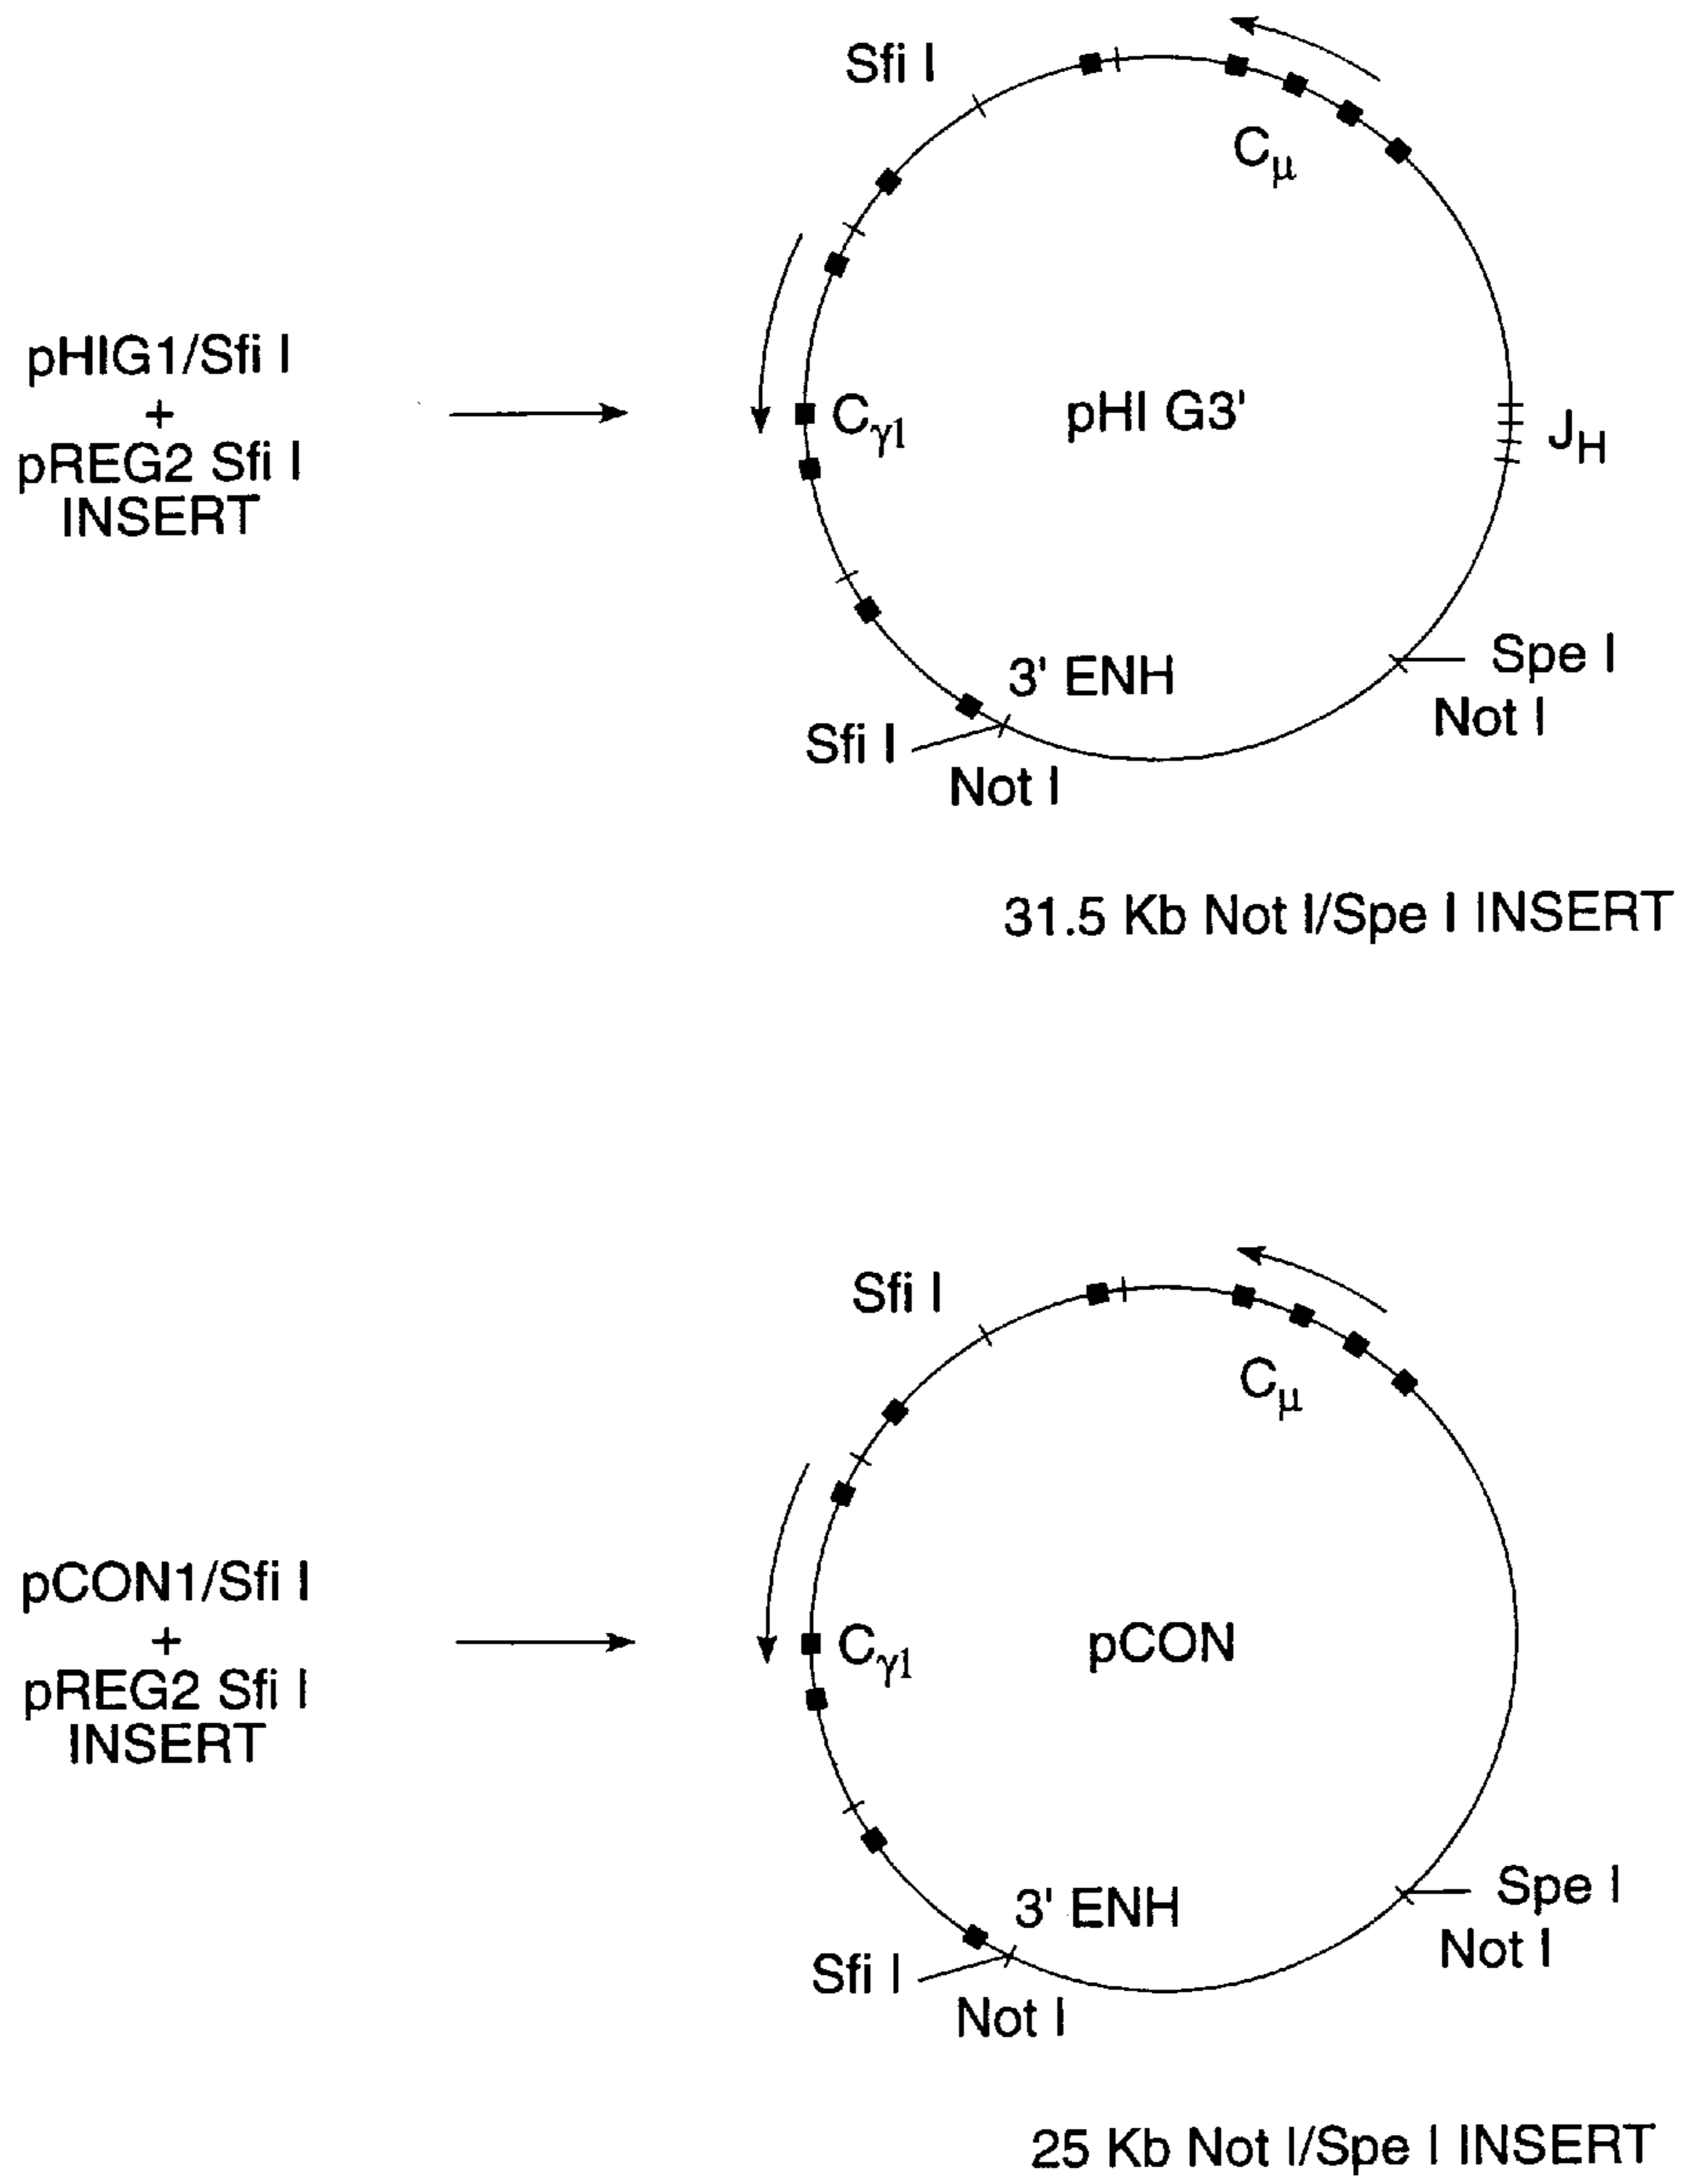 Sfi I
Cμ
pHIG1/Sfi I
+
pREG2 Sfi I
INSERT
Cγ1
pHI G3'
JH
3' ENH
Spe I
Not I
Sfi I
Not I
31.5 Kb Not I/Spe I INSERT
Sfi I
Cμ
pCON1/Sfi I
+
pREG2 Sfi I
INSERT
Cγ1
pCON
3' ENH
Spe I
Not I
Sfi I
Not I
25 Kb Not I/Spe I INSERT